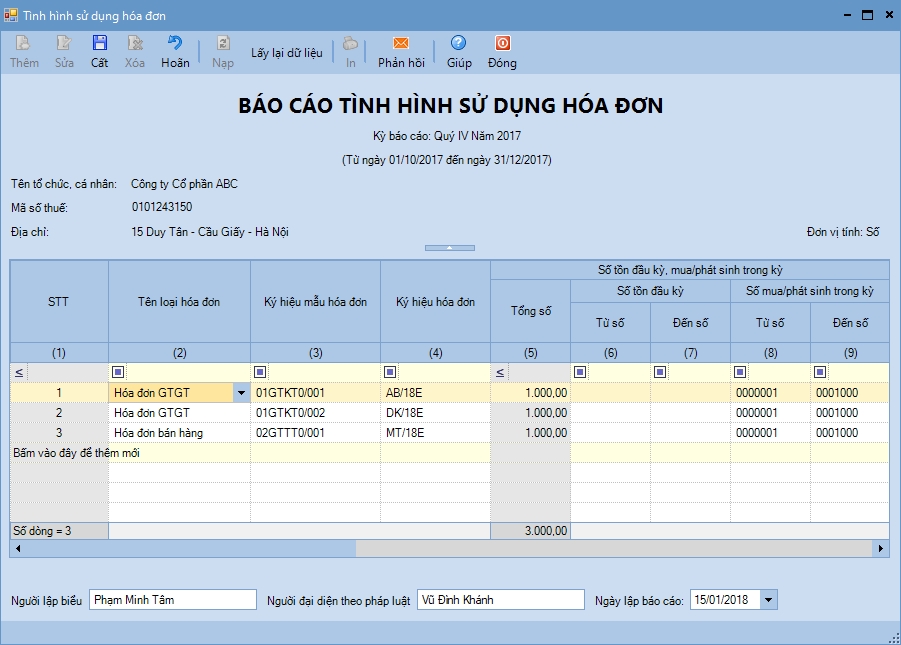 Tình hình sử dụng hóa đơn
Thêm Sửa Cất Xóa Hoãn Nạp Lấy lại dữ liệu In Phản hồi Giúp Đóng
BÁO CÁO TÌNH HÌNH SỬ DỤNG HÓA ĐƠN
Kỳ báo cáo: Quý IV Năm 2017
(Từ ngày 01/10/2017 đến ngày 31/12/2017)
Tên tổ chức, cá nhân: Công ty Cổ phần ABC
Mã số thuế: 0101243150
Địa chỉ: 15 Duy Tân - Cầu Giấy - Hà Nội Đơn vị tính: Số
Số tồn đầu kỳ, mua/phát sinh trong kỳ
Số tồn đầu kỳ Số mua/phát sinh trong kỳ
STT Tên loại hóa đơn Ký hiệu mẫu hóa đơn Ký hiệu hóa đơn Tổng số
Từ số Đến số Từ số Đến số
(1) (2) (3) (4) (5) (6) (7) (8) (9)
≤ ≤
1 Hóa đơn GTGT 01GTKT0/001 AB/18E 1.000,00 0000001 0001000
2 Hóa đơn GTGT 01GTKT0/002 DK/18E 1.000,00 0000001 0001000
3 Hóa đơn bán hàng 02GTTT0/001 MT/18E 1.000,00 0000001 0001000
Bấm vào đây để thêm mới
Số dòng = 3 3.000,00
Người lập biểu Phạm Minh Tâm Người đại diện theo pháp luật Vũ Đình Khánh Ngày lập báo cáo: 15/01/2018